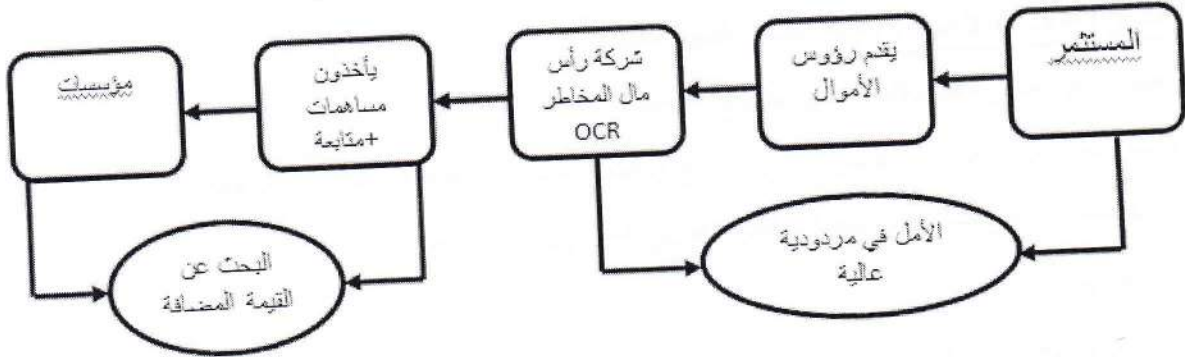 المستثمر
يقدم رؤوس
الأموال
شركة رأس
مال المخاطر
OCR
يأخذون
مساهمات
+متابعة
مؤسسات
الأمل في مردودية
عالية
البحث عن
القيمة المضافة